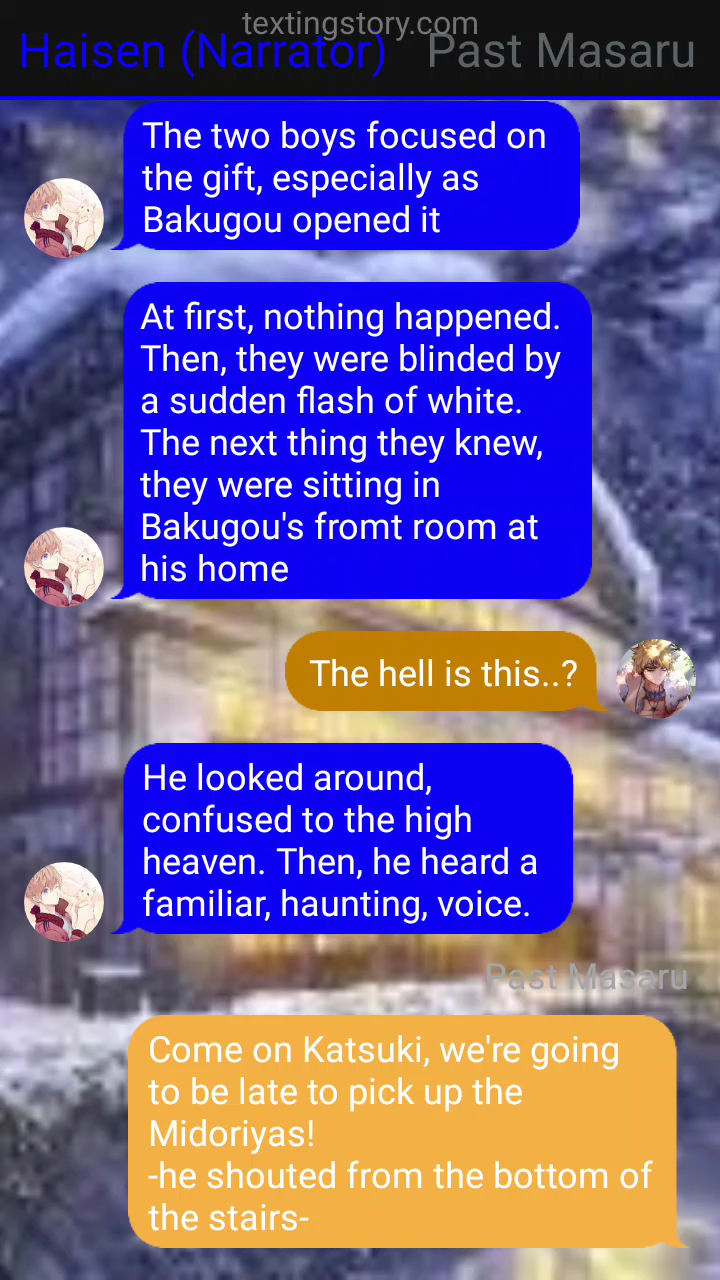 textingstory.com
Haisen (Narrator)
Past Masaru
The two boys focused on
the gift, especially as
Bakugou opened it
At first, nothing happened.
Then, they were blinded by
a sudden flash of white.
The next thing they knew,
they were sitting in
Bakugou's fromt room at
his home
The hell is this..?
He looked around,
confused to the high
heaven. Then, he heard a
familiar, haunting, voice.
Past Masaru
Come on Katsuki, we're going
to be late to pick up the
Midoriyas!
-he shouted from the bottom of
the stairs-